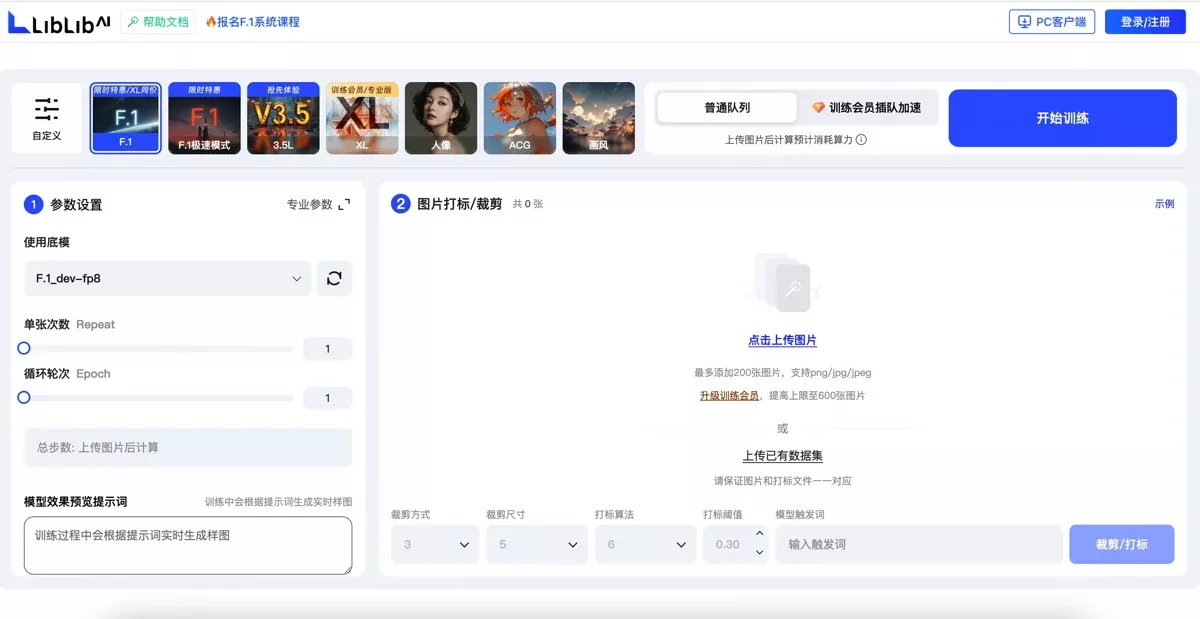 LIBLIBAI 帮助文档 🔥报名F.1系统课程 PC客户端 登录/注册
自定义
限时特惠/XL同价 F.1 F.1
限时特惠 F.1 F.1极速模式
抢先体验 V3.5 3.5L
训练会员/专业版 XL XL
人像
ACG
画风
普通队列 训练会员插队加速
上传图片后计算预计消耗算力
开始训练
1 参数设置 专业参数
使用底模
F.1_dev-fp8
单张次数 Repeat
1
循环轮次 Epoch
1
总步数: 上传图片后计算
模型效果预览提示词 训练中会根据提示词生成实时样图
训练过程中会根据提示词实时生成样图
2 图片打标/裁剪 共 0 张 示例
点击上传图片
最多添加200张图片，支持png/jpg/jpeg
升级训练会员，提高上限至600张图片
或
上传已有数据集
请保证图片和打标文件一一对应
裁剪方式 裁剪尺寸 打标算法 打标阈值 模型触发词
3 5 6 0.30 输入触发词 裁剪/打标